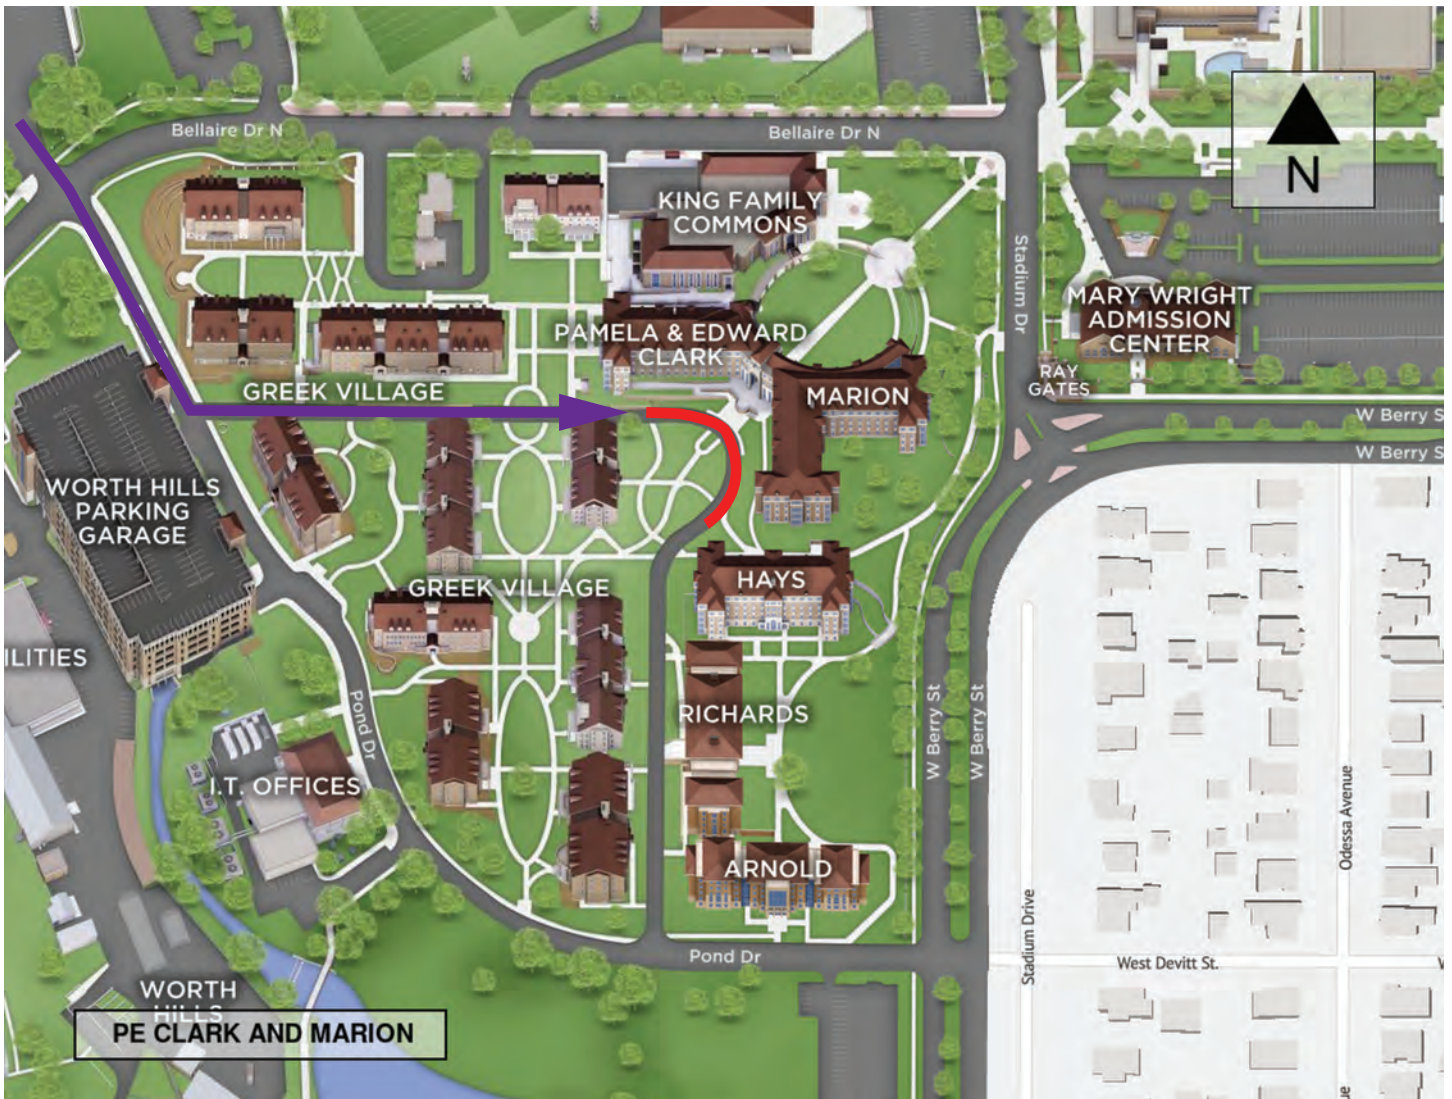 Bellaire Dr N
Bellaire Dr N
N
KING FAMILY
COMMONS
Stadium Dr
MARY WRIGHT
ADMISSION
CENTER
PAMELA & EDWARD
CLARK
RAY
GATES
GREEK VILLAGE
MARION
W Berry S
W Berry S
WORTH HILLS
PARKING
GARAGE
HAYS
GREEK VILLAGE
ILITIES
Pond Dr
RICHARDS
W Berry St
W Berry St
I.T. OFFICES
Odessa Avenue
ARNOLD
Stadium Drive
Pond Dr
West Devitt St.
WORTH
HILLS
PE CLARK AND MARION